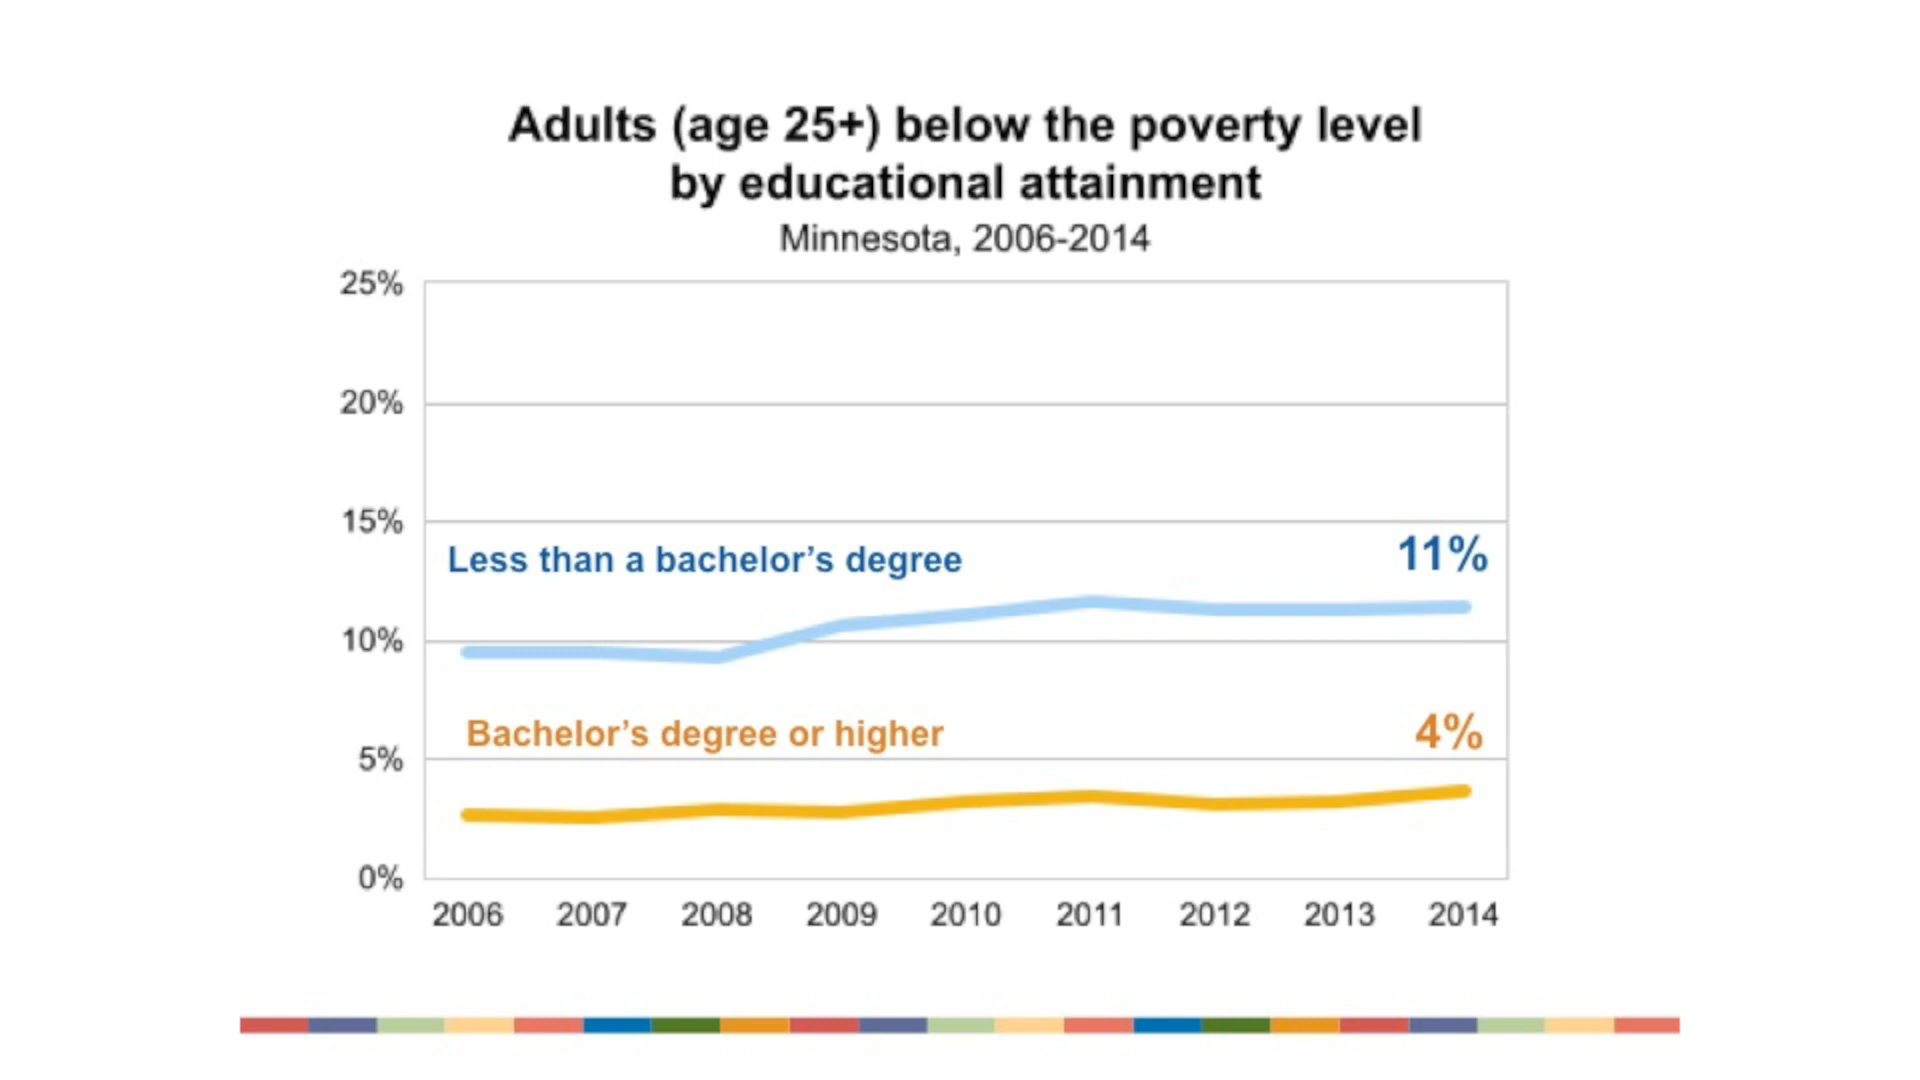 Adults (age 25+) below the poverty level
by educational attainment
Minnesota, 2006-2014
25%
20%
15%
Less than a bachelor’s degree
11%
10%
Bachelor’s degree or higher
4%
5%
0%
2006 2007 2008 2009 2010 2011 2012 2013 2014